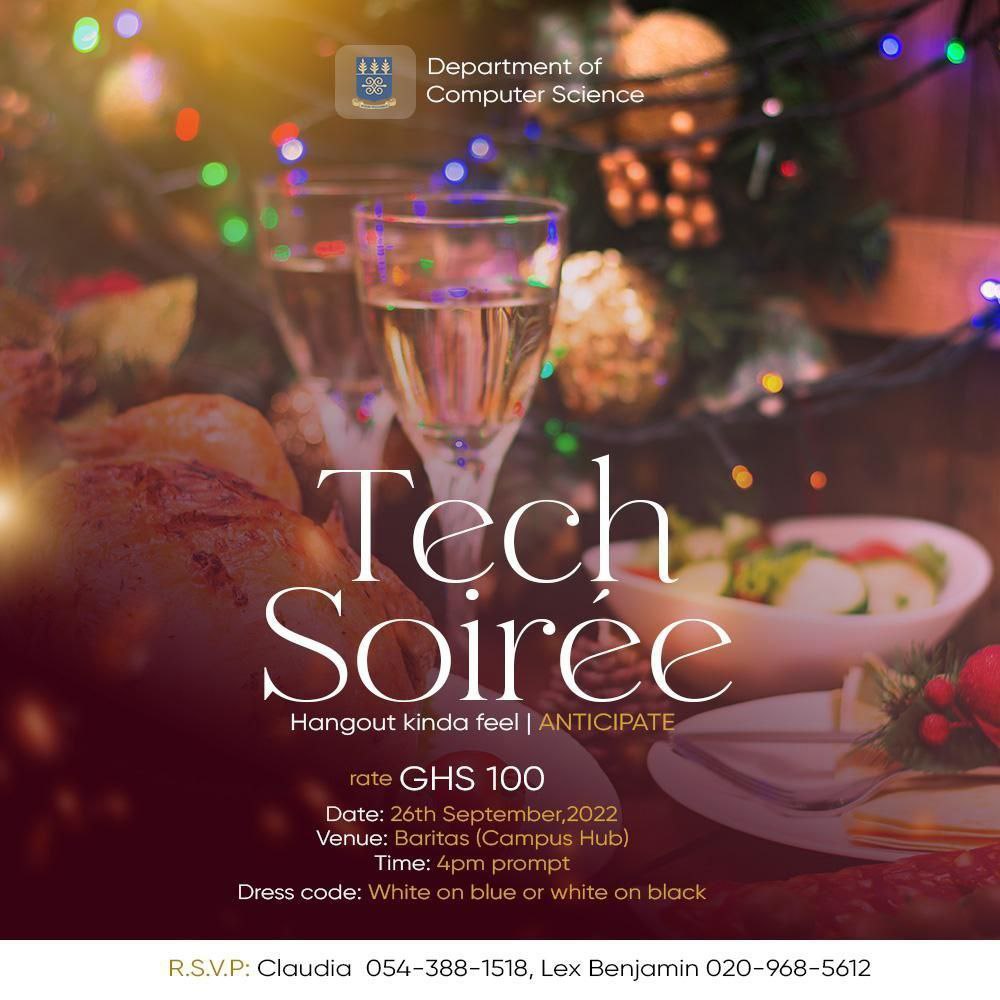 Department of
Computer Science
Tech
Soirée
Hangout kinda feel | ANTICIPATE
rate GHS 100
Date: 26th September,2022
Venue: Baritas (Campus Hub)
Time: 4pm prompt
Dress code: White on blue or white on black
R.S.V.P: Claudia 054-388-1518, Lex Benjamin 020-968-5612